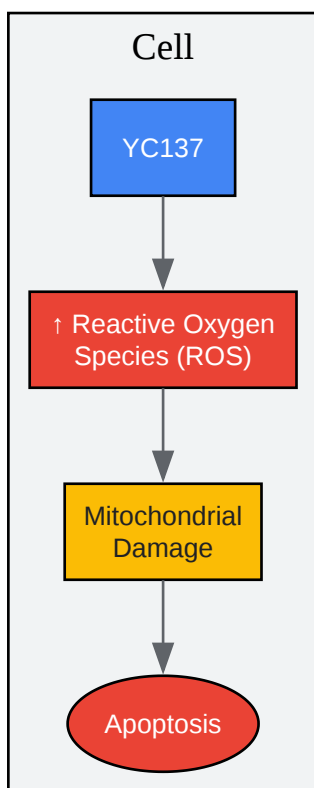 Cell
YC137
↑ Reactive Oxygen
Species (ROS)
Mitochondrial
Damage
Apoptosis